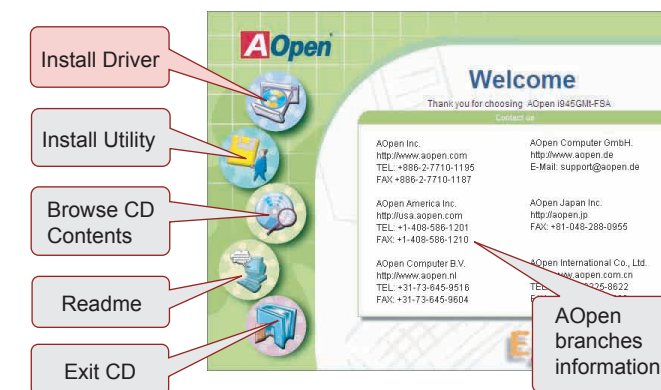 Install Driver
Install Utility
Browse CD
Contents
Readme
Exit CD
AOpen
Welcome
Thank you for choosing AOpen i945GMt-FSA
Contact us
AOpen Inc.
http://www.aopen.com
TEL: +886-2-7710-1195
FAX +886-2-7710-1187
AOpen Computer GmbH.
http://www.aopen.de
E-Mail: support@aopen.de
AOpen America Inc.
http://usa.aopen.com
TEL: +1-408-586-1201
FAX: +1-408-586-1210
AOpen Japan Inc.
http://aopen.jp
FAX: +81-048-288-0955
AOpen Computer B.V.
http://www.aopen.nl
TEL: +31-73-645-9516
FAX: +31-73-645-9604
AOpen International Co., Ltd.
www.aopen.com.cn
AOpen
branches
information